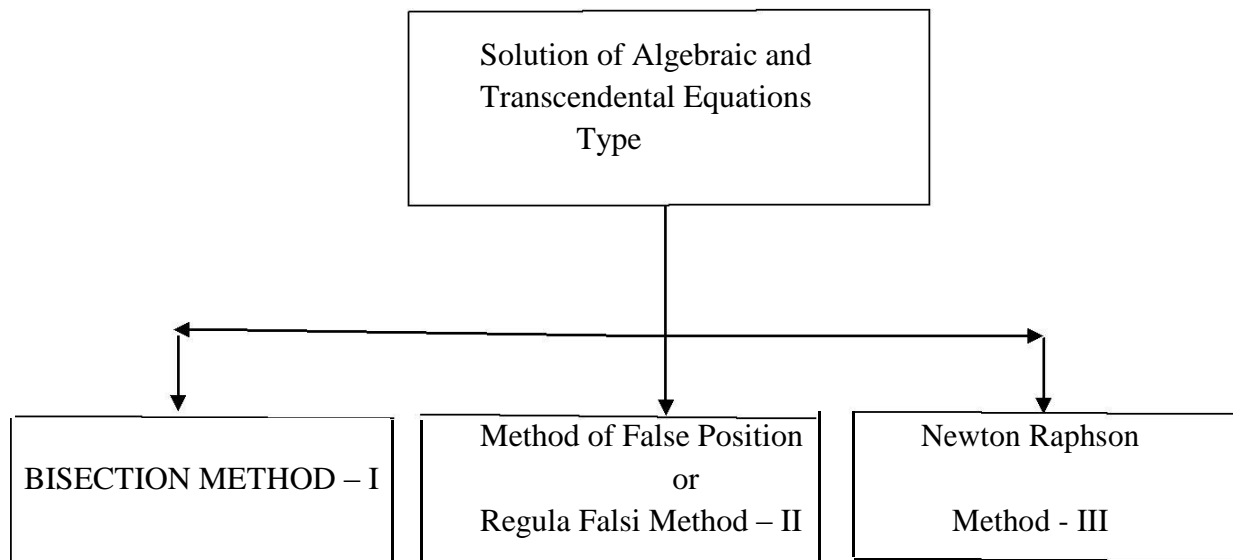 Solution of Algebraic and
Transcendental Equations
Type
BISECTION METHOD – I
Method of False Position
or
Regula Falsi Method – II
Newton Raphson
Method - III